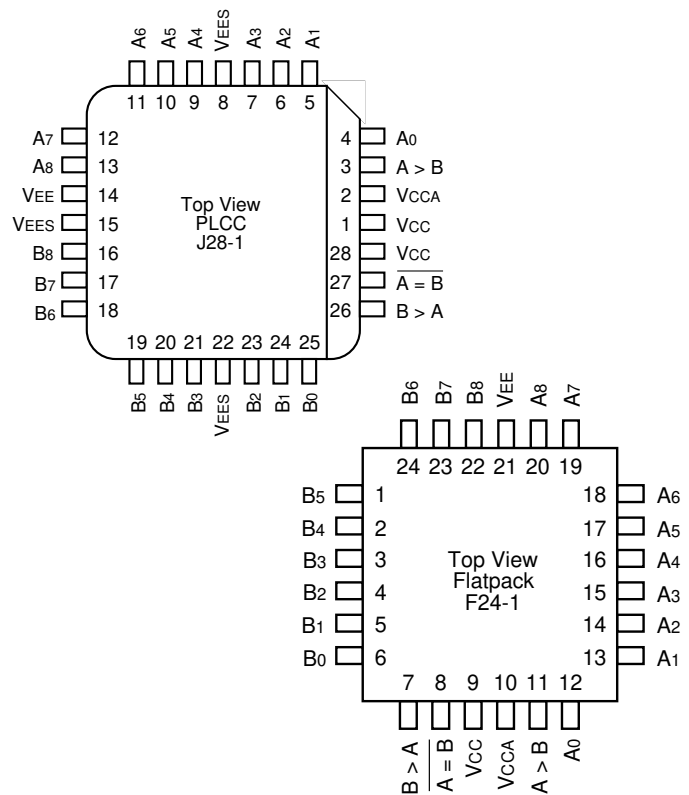 A6 A5 A4 VEES A3 A2 A1
11 10 9 8 7 6 5
A7 12 4 A0
A8 13 3 A > B
VEE 14 2 VCCA
VEES 15 1 VCC
B8 16 28 VCC
B7 17 27 A = B
B6 18 26 B > A
Top View
PLCC
J28-1
19 20 21 22 23 24 25
B5 B4 B3 VEES B2 B1 B0
B6 B7 B8 VEE A8 A7
24 23 22 21 20 19
B5 1 18 A6
B4 2 17 A5
B3 3 16 A4
B2 4 15 A3
B1 5 14 A2
B0 6 13 A1
Top View
Flatpack
F24-1
7 8 9 10 11 12
B > A A = B VCC VCCA A > B A0